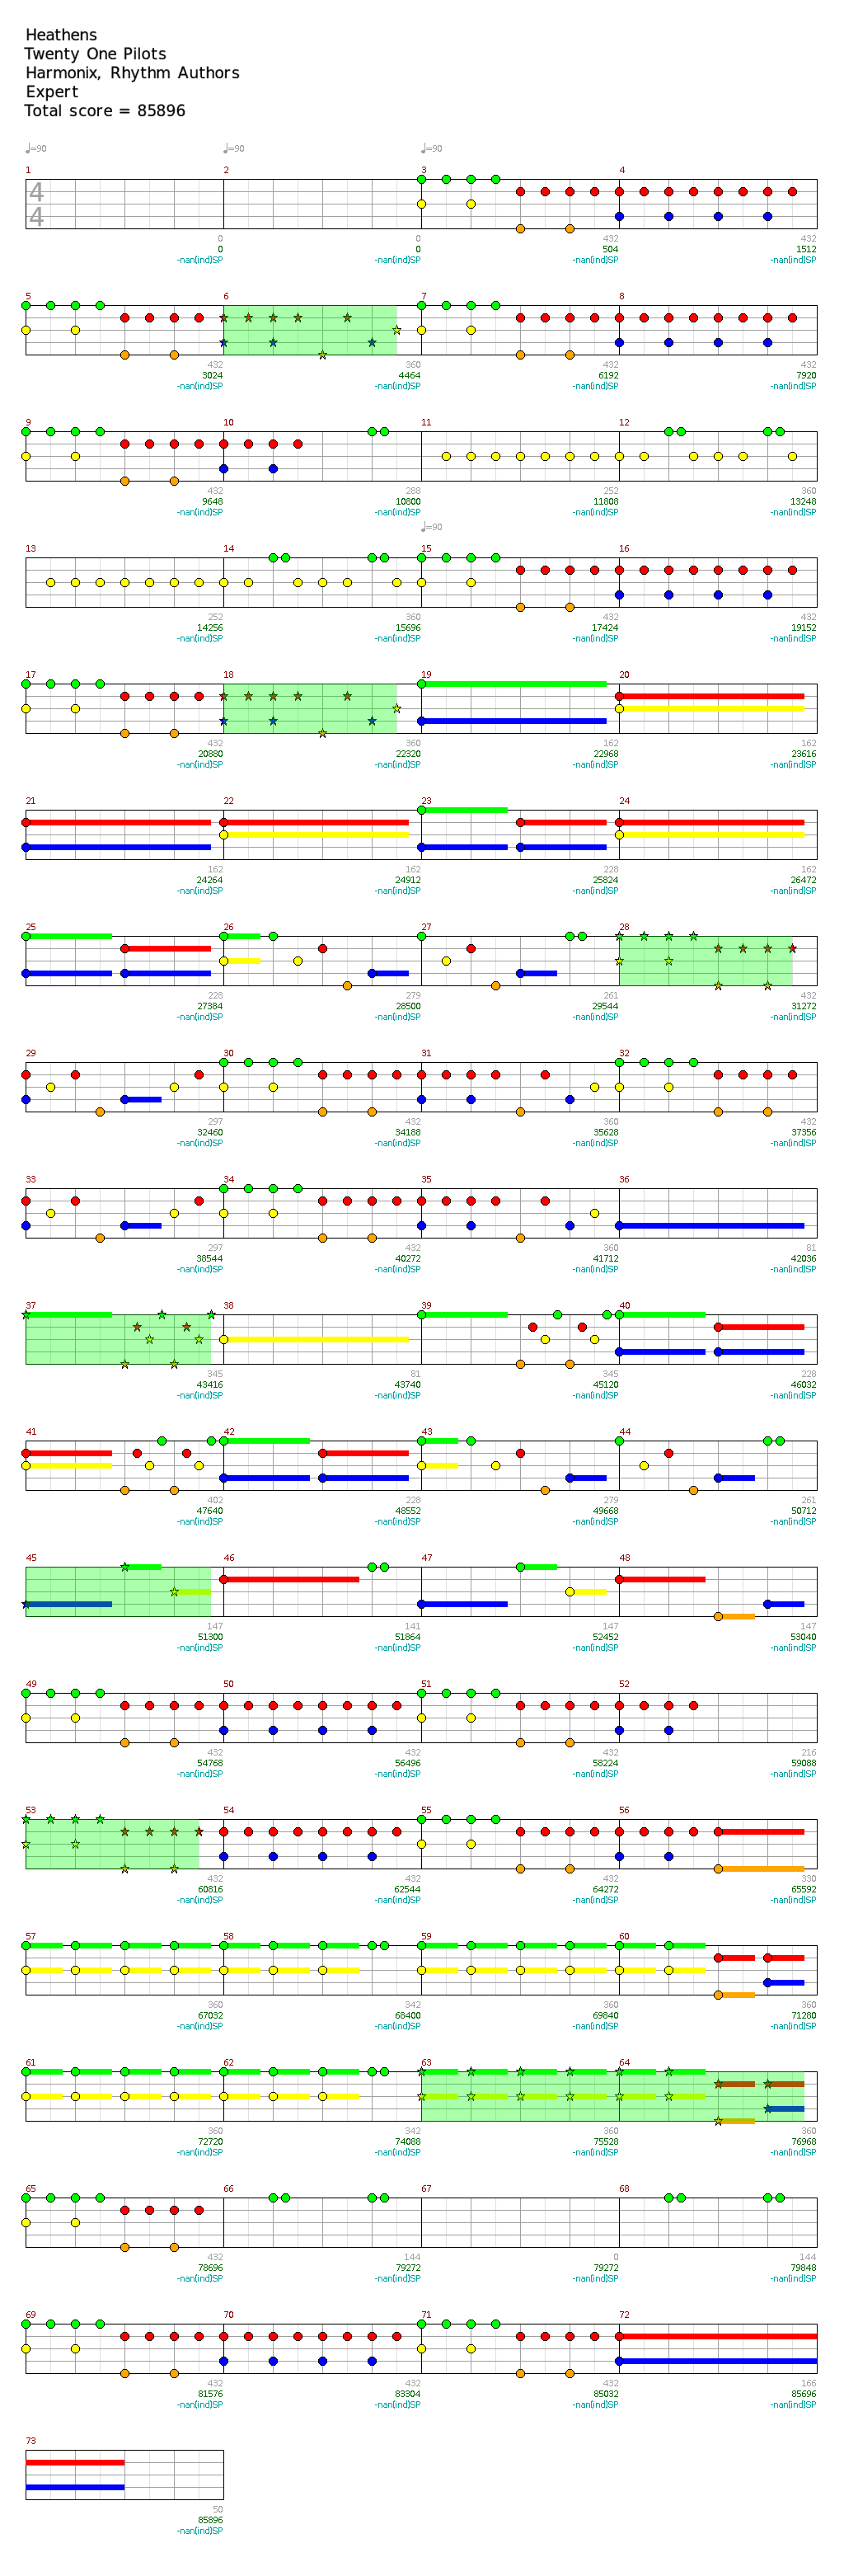 Heathens
Twenty One Pilots
Harmonix, Rhythm Authors
Expert
Total score = 85896
♩=90 ♩=90 ♩=90
1 2 3 4
4
4
0 0 432 432
0 0 504 1512
-nan(ind)SP -nan(ind)SP -nan(ind)SP -nan(ind)SP
5 6 7 8
432 360 432 432
3024 4464 6192 7920
-nan(ind)SP -nan(ind)SP -nan(ind)SP -nan(ind)SP
9 10 11 12
432 288 252 360
9648 10800 11808 13248
-nan(ind)SP -nan(ind)SP -nan(ind)SP -nan(ind)SP
♩=90
13 14 15 16
252 360 432 432
14256 15696 17424 19152
-nan(ind)SP -nan(ind)SP -nan(ind)SP -nan(ind)SP
17 18 19 20
432 360 162 162
20880 22320 22968 23616
-nan(ind)SP -nan(ind)SP -nan(ind)SP -nan(ind)SP
21 22 23 24
162 162 228 162
24264 24912 25824 26472
-nan(ind)SP -nan(ind)SP -nan(ind)SP -nan(ind)SP
25 26 27 28
228 279 261 432
27384 28500 29544 31272
-nan(ind)SP -nan(ind)SP -nan(ind)SP -nan(ind)SP
29 30 31 32
297 432 360 432
32460 34188 35628 37356
-nan(ind)SP -nan(ind)SP -nan(ind)SP -nan(ind)SP
33 34 35 36
297 432 360 81
38544 40272 41712 42036
-nan(ind)SP -nan(ind)SP -nan(ind)SP -nan(ind)SP
37 38 39 40
345 81 345 228
43416 43740 45120 46032
-nan(ind)SP -nan(ind)SP -nan(ind)SP -nan(ind)SP
41 42 43 44
402 228 279 261
47640 48552 49668 50712
-nan(ind)SP -nan(ind)SP -nan(ind)SP -nan(ind)SP
45 46 47 48
147 141 147 147
51300 51864 52452 53040
-nan(ind)SP -nan(ind)SP -nan(ind)SP -nan(ind)SP
49 50 51 52
432 432 432 216
54768 56496 58224 59088
-nan(ind)SP -nan(ind)SP -nan(ind)SP -nan(ind)SP
53 54 55 56
432 432 432 330
60816 62544 64272 65592
-nan(ind)SP -nan(ind)SP -nan(ind)SP -nan(ind)SP
57 58 59 60
360 342 360 360
67032 68400 69840 71280
-nan(ind)SP -nan(ind)SP -nan(ind)SP -nan(ind)SP
61 62 63 64
360 342 360 360
72720 74088 75528 76968
-nan(ind)SP -nan(ind)SP -nan(ind)SP -nan(ind)SP
65 66 67 68
432 144 0 144
78696 79272 79272 79848
-nan(ind)SP -nan(ind)SP -nan(ind)SP -nan(ind)SP
69 70 71 72
432 432 432 166
81576 83304 85032 85696
-nan(ind)SP -nan(ind)SP -nan(ind)SP -nan(ind)SP
73
50
85896
-nan(ind)SP